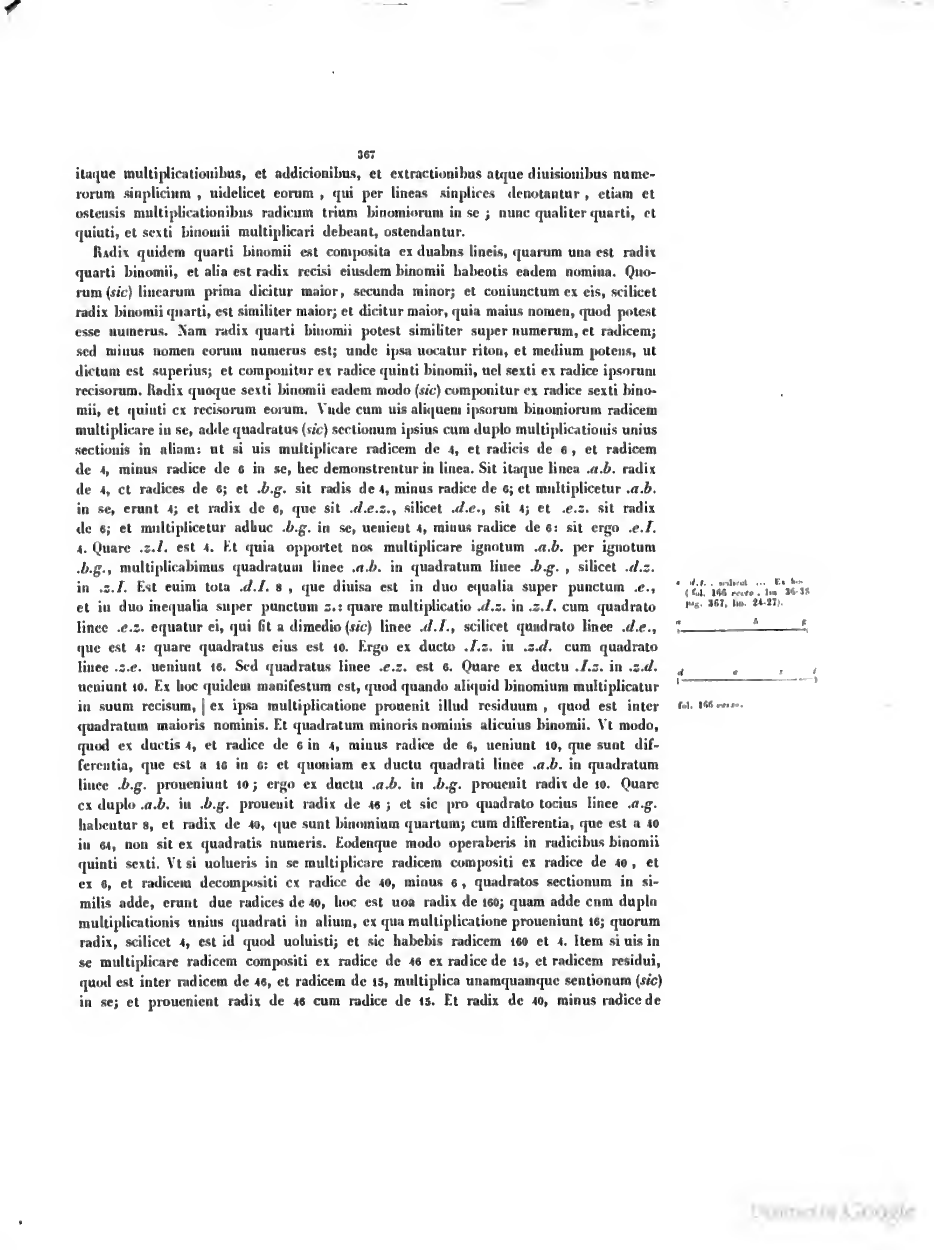 367
itaque multiplicationibus, et addicionibus, et extractionibus atque diuisionibus nume-
rorum sinplicium , uidelicet eorum , qui per lineas sinplices denotantur , etiam et
ostensis multiplicationibus radicum trium binomiorum in se ; nunc qualiter quarti, et
quinti, et sexti binomii multiplicari debeant, ostendantur.
Radix quidem quarti binomii est composita ex duabus lineis, quarum una est radix
quarti binomii, et alia est radix recisi eiusdem binomii habentis eadem nomina. Quo-
rum (sic) linearum prima dicitur maior, secunda minor; et coniunctum ex eis, scilicet
radix binomii quarti, est similiter maior; et dicitur maior, quia maius nomen, quod potest
esse numerus. Nam radix quarti binomii potest similiter super numerum, et radicem;
sed minus nomen eorum numerus est; unde ipsa uocatur riton, et medium potens, ut
dictum est superius; et componitur ex radice quinti binomii, uel sexti ex radice ipsorum
recisorum. Radix quoque sexti binomii eadem modo (sic) componitur ex radice sexti bino-
mii, et quinti ex recisorum eorum. Vnde cum uis aliquem ipsorum binomiorum radicem
multiplicare in se, adde quadratus (sic) sectionum ipsius cum duplo multiplicationis unius
sectionis in aliam: ut si uis multiplicare radicem de 4, et radicis de 6 , et radicem
de 4, minus radice de 6 in se, hec demonstrentur in linea. Sit itaque linea .a.b. radix
de 4, et radices de 6; et .b.g. sit radis de 4, minus radice de 6; et multiplicetur .a.b.
in se, erunt 4; et radix de 6, que sit .d.e.z., silicet .d.e., sit 4; et .e.z. sit radix
de 6; et multiplicetur adhuc .b.g. in se, uenient 4, minus radice de 6: sit ergo .e.I.
4. Quare .z.I. est 4. Et quia opportet nos multiplicare ignotum .a.b. per ignotum
.b.g., multiplicabimus quadratum linee .a.b. in quadratum linee .b.g. , silicet .d.z.
in .z.I. Est enim tota .d.I. 8 , que diuisa est in duo equalia super punctum .e.,
et in duo inequalia super punctum z.: quare multiplicatio .d.z. in .z.I. cum quadrato
linee .e.z. equatur ei, qui fit a dimedio (sic) linee .d.I., scilicet quadrato linee .d.e.,
que est 4: quare quadratus eius est 10. Ergo ex ducto .I.z. in .z.d. cum quadrato
linee .z.e. ueniunt 16. Sed quadratus linee .e.z. est 6. Quare ex ductu .I.z. in .z.d.
ueniunt 10. Ex hoc quidem manifestum est, quod quando aliquid binomium multiplicatur
in suum recisum, | ex ipsa multiplicatione prouenit illud residuum , quod est inter
quadratum maioris nominis. Et quadratum minoris nominis alicuius binomii. Vt modo,
quod ex ductis 4, et radice de 6 in 4, minus radice de 6, ueniunt 10, que sunt dif-
ferentia, que est a 16 in 6: et quoniam ex ductu quadrati linee .a.b. in quadratum
linee .b.g. proueniunt 10 ; ergo ex ductu .a.b. in .b.g. prouenit radix de 10. Quare
ex duplo .a.b. in .b.g. prouenit radix de 46 ; et sic pro quadrato tocius linee .a.g.
habentur 8, et radix de 40, que sunt binomium quartum; cum differentia, que est a 40
in 64, non sit ex quadratis numeris. Eodenque modo operaberis in radicibus binomii
quinti sexti. Vt si uolueris in se multiplicare radicem compositi ex radice de 40 , et
ex 6, et radicem decompositi ex radice de 40, minus 6 , quadratos sectionum in si-
milis adde, erunt due radices de 40, hoc est una radix de 160; quam adde cum duplo
multiplicationis unius quadrati in alium, ex qua multiplicatione proueniunt 16; quorum
radix, scilicet 4, est id quod uoluisti; et sic habebis radicem 160 et 4. Item si uis in
se multiplicare radicem compositi ex radice de 46 ex radice de 15, et radicem residui,
quod est inter radicem de 46, et radicem de 15, multiplica unamquamque sentionum (sic)
in se; et prouenient radix de 46 cum radice de 15. Et radix de 40, minus radice de
« d.I. , scilicet ... Ex ho-
(fol. 166 recto , lin. 36-38
pag. 367, lin. 24-27).
a b g
d e z i
fol. 166 verso.
Google